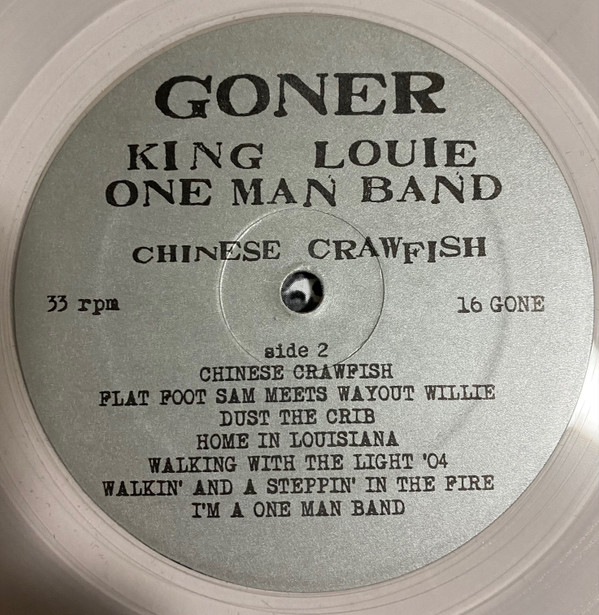 GONER
KING LOUIE
ONE MAN BAND
CHINESE CRAWFISH
33 rpm
16 GONE
side 2
CHINESE CRAWFISH
FLAT FOOT SAM MEETS WAYOUT WILLIE
DUST THE CRIB
HOME IN LOUISIANA
WALKING WITH THE LIGHT '04
WALKIN' AND A STEPPIN' IN THE FIRE
I'M A ONE MAN BAND